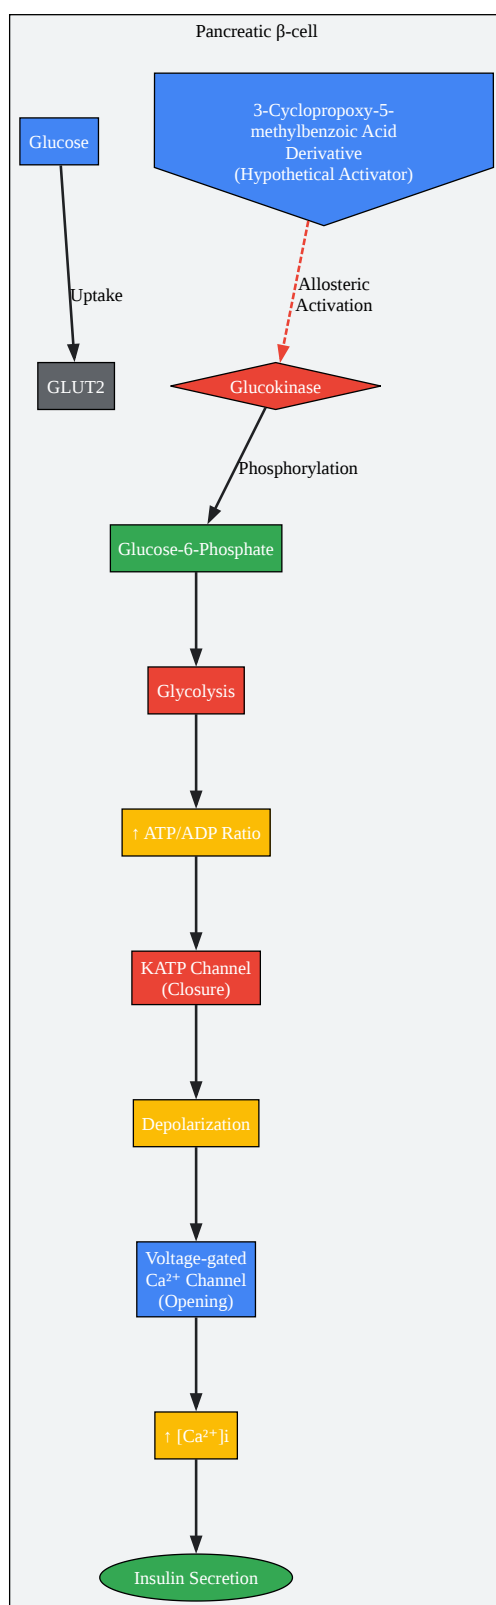 Pancreatic β-cell
Glucose
3-Cyclopropoxy-5-
methylbenzoic Acid
Derivative
(Hypothetical Activator)
Uptake
Allosteric
Activation
GLUT2
Glucokinase
Phosphorylation
Glucose-6-Phosphate
Glycolysis
↑ ATP/ADP Ratio
KATP Channel
(Closure)
Depolarization
Voltage-gated
Ca²⁺ Channel
(Opening)
↑ [Ca²⁺]i
Insulin Secretion